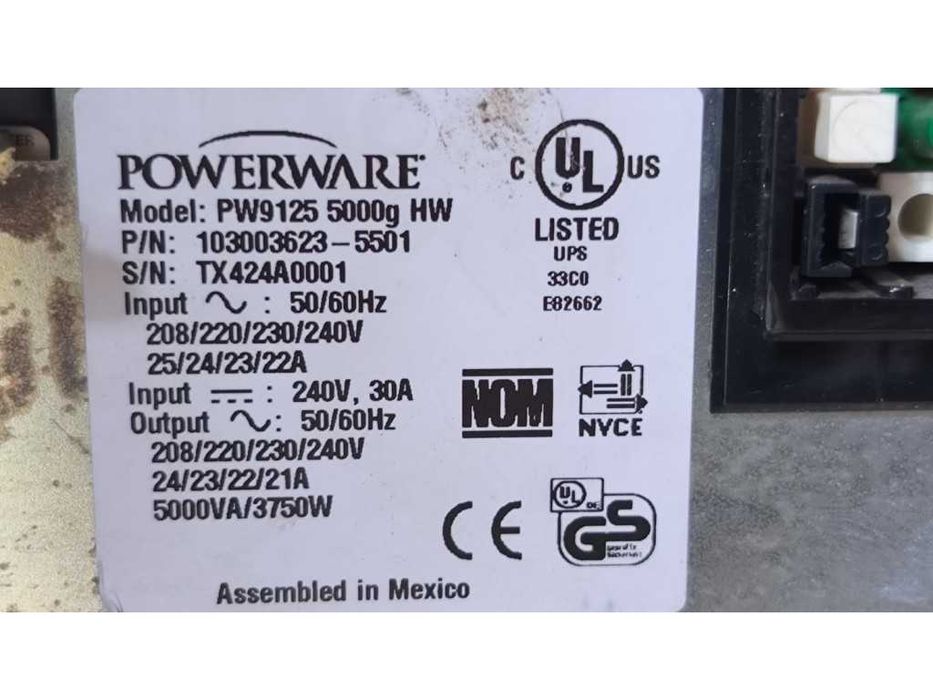 POWERWARE
Model: PW9125 5000g HW
P/N: 103003623-5501
S/N: TX424A0001
Input ∿ : 50/60Hz
208/220/230/240V
25/24/23/22A
Input ⎓ : 240V, 30A
Output ∿: 50/60Hz
208/220/230/240V
24/23/22/21A
5000VA/3750W
C UL US
LISTED
UPS
33C0
E82662
NOM
NYCE
CE
UL
DE
GS
Assembled in Mexico